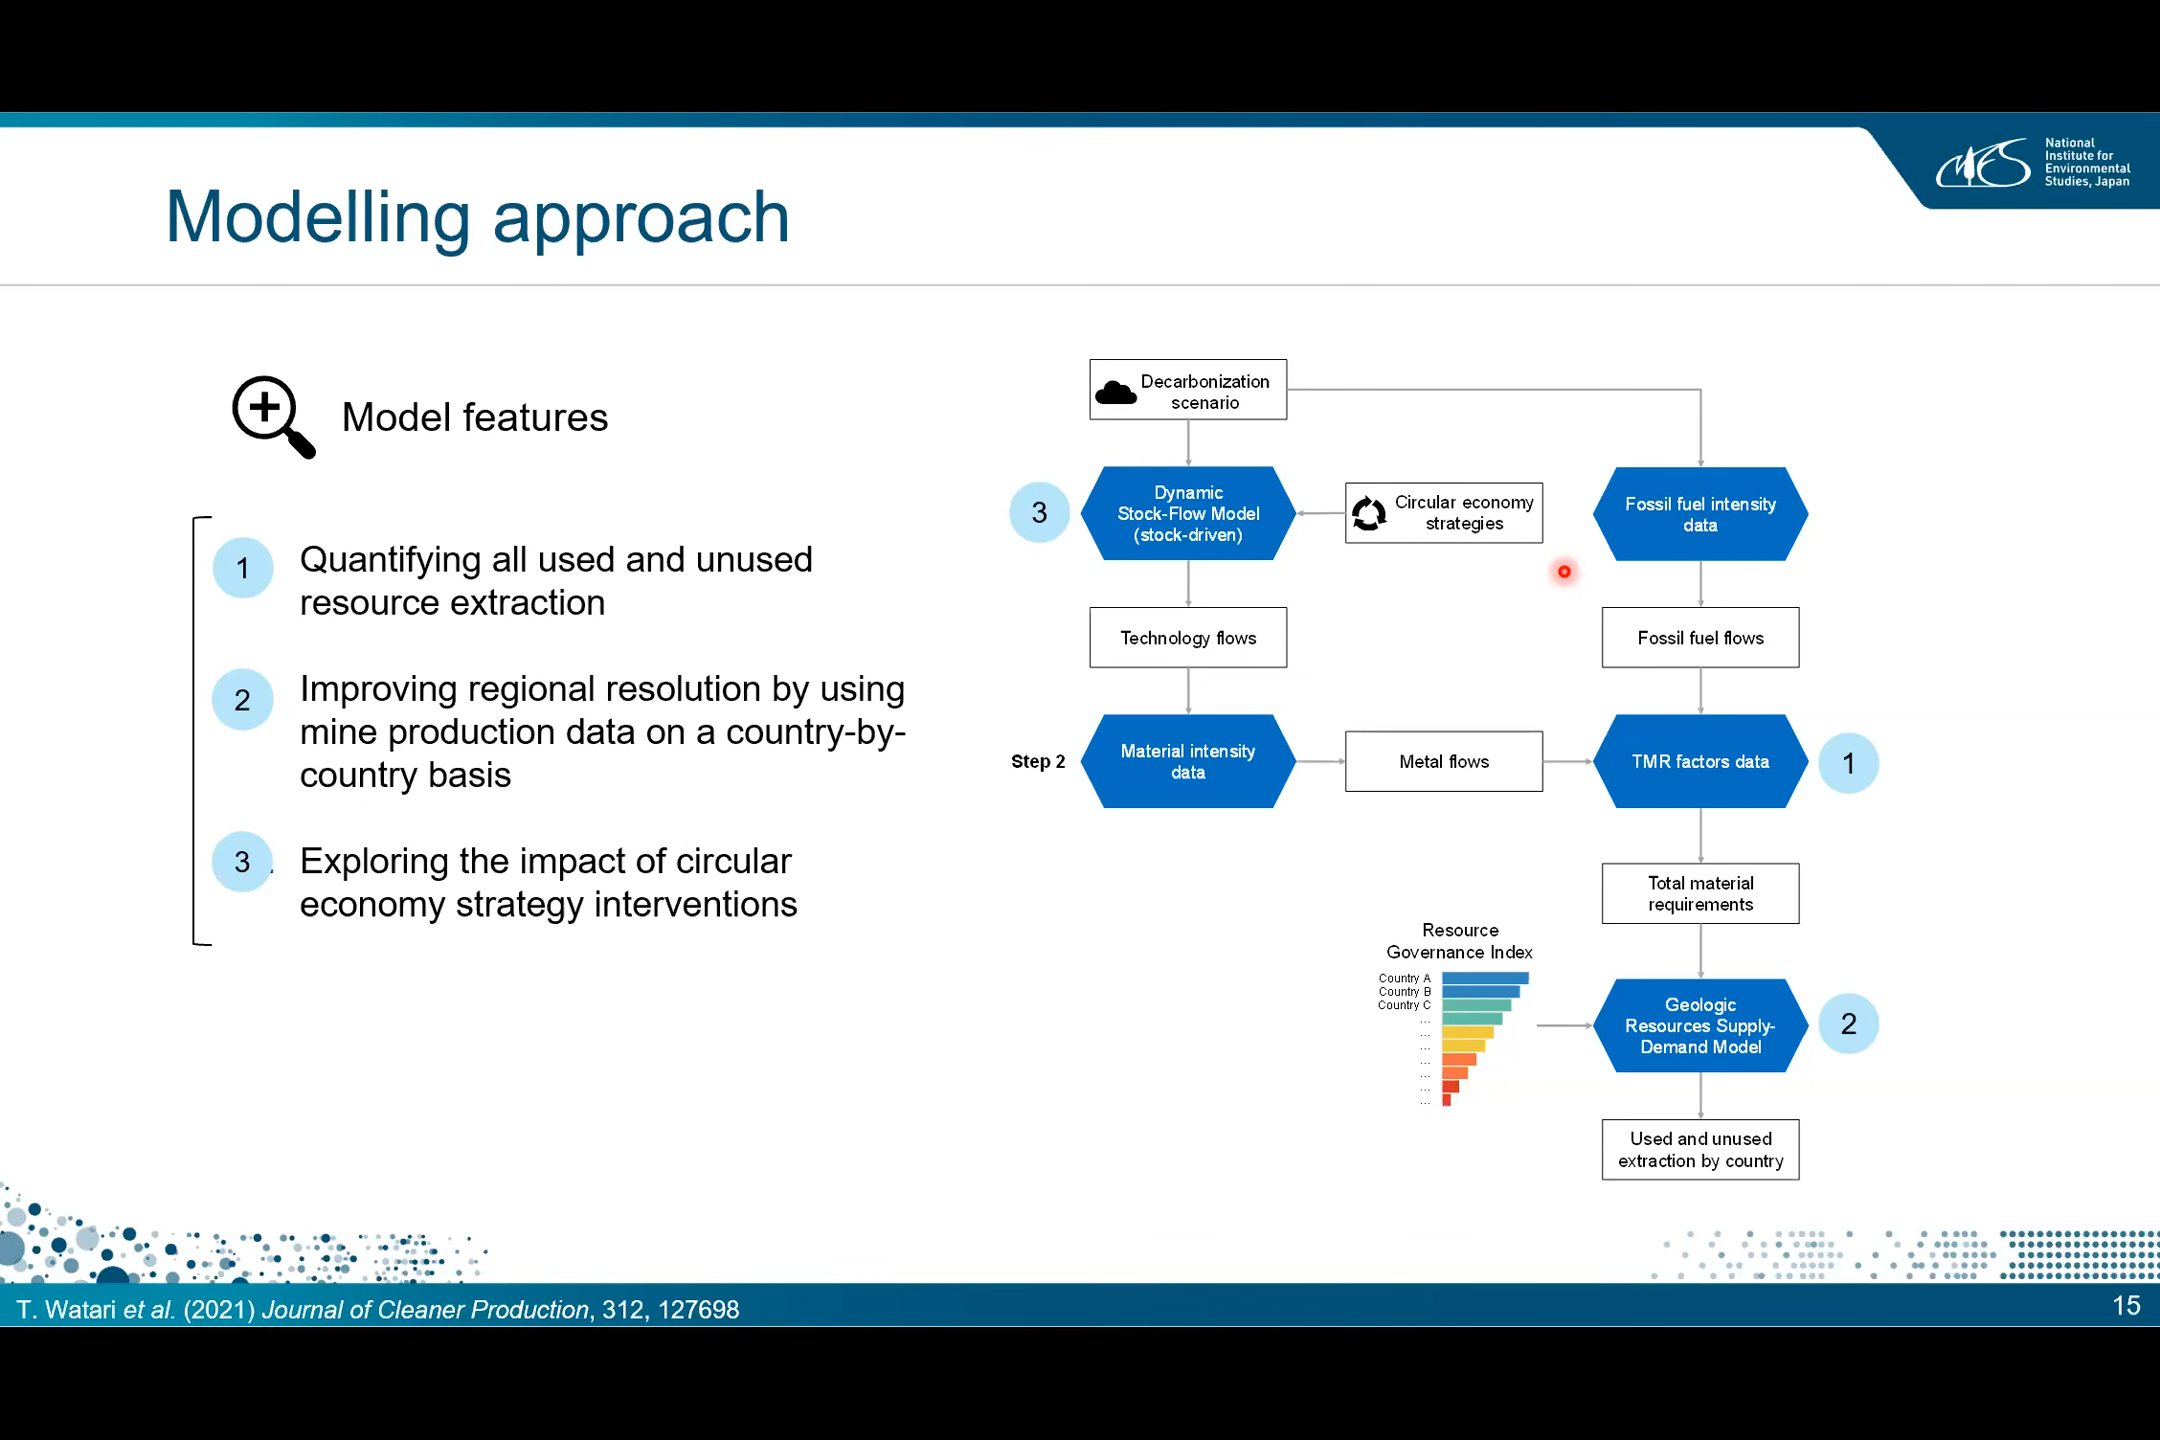 National
Institute for
Environmental
Studies, Japan
Modelling approach
Model features
1
Quantifying all used and unused
resource extraction
2
Improving regional resolution by using
mine production data on a country-by-
country basis
3
Exploring the impact of circular
economy strategy interventions
Decarbonization
scenario
3
Dynamic
Stock-Flow Model
(stock-driven)
Circular economy
strategies
Fossil fuel intensity
data
Technology flows
Fossil fuel flows
Step 2
Material intensity
data
Metal flows
TMR factors data
1
Total material
requirements
Resource
Governance Index
Country A
Country B
Country C
...
...
...
...
...
...
...
Geologic
Resources Supply-
Demand Model
2
Used and unused
extraction by country
T. Watari et al. (2021) Journal of Cleaner Production, 312, 127698
15